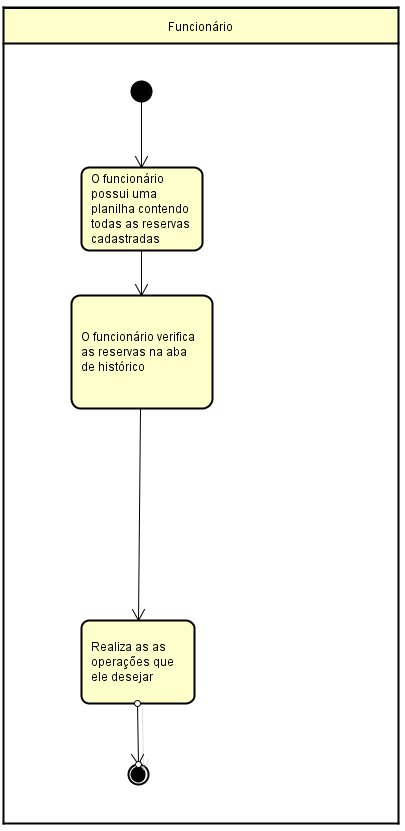 Funcionário
O funcionário
possui uma
planilha contendo
todas as reservas
cadastradas
O funcionário verifica
as reservas na aba
de histórico
Realiza as as
operações que
ele desejar